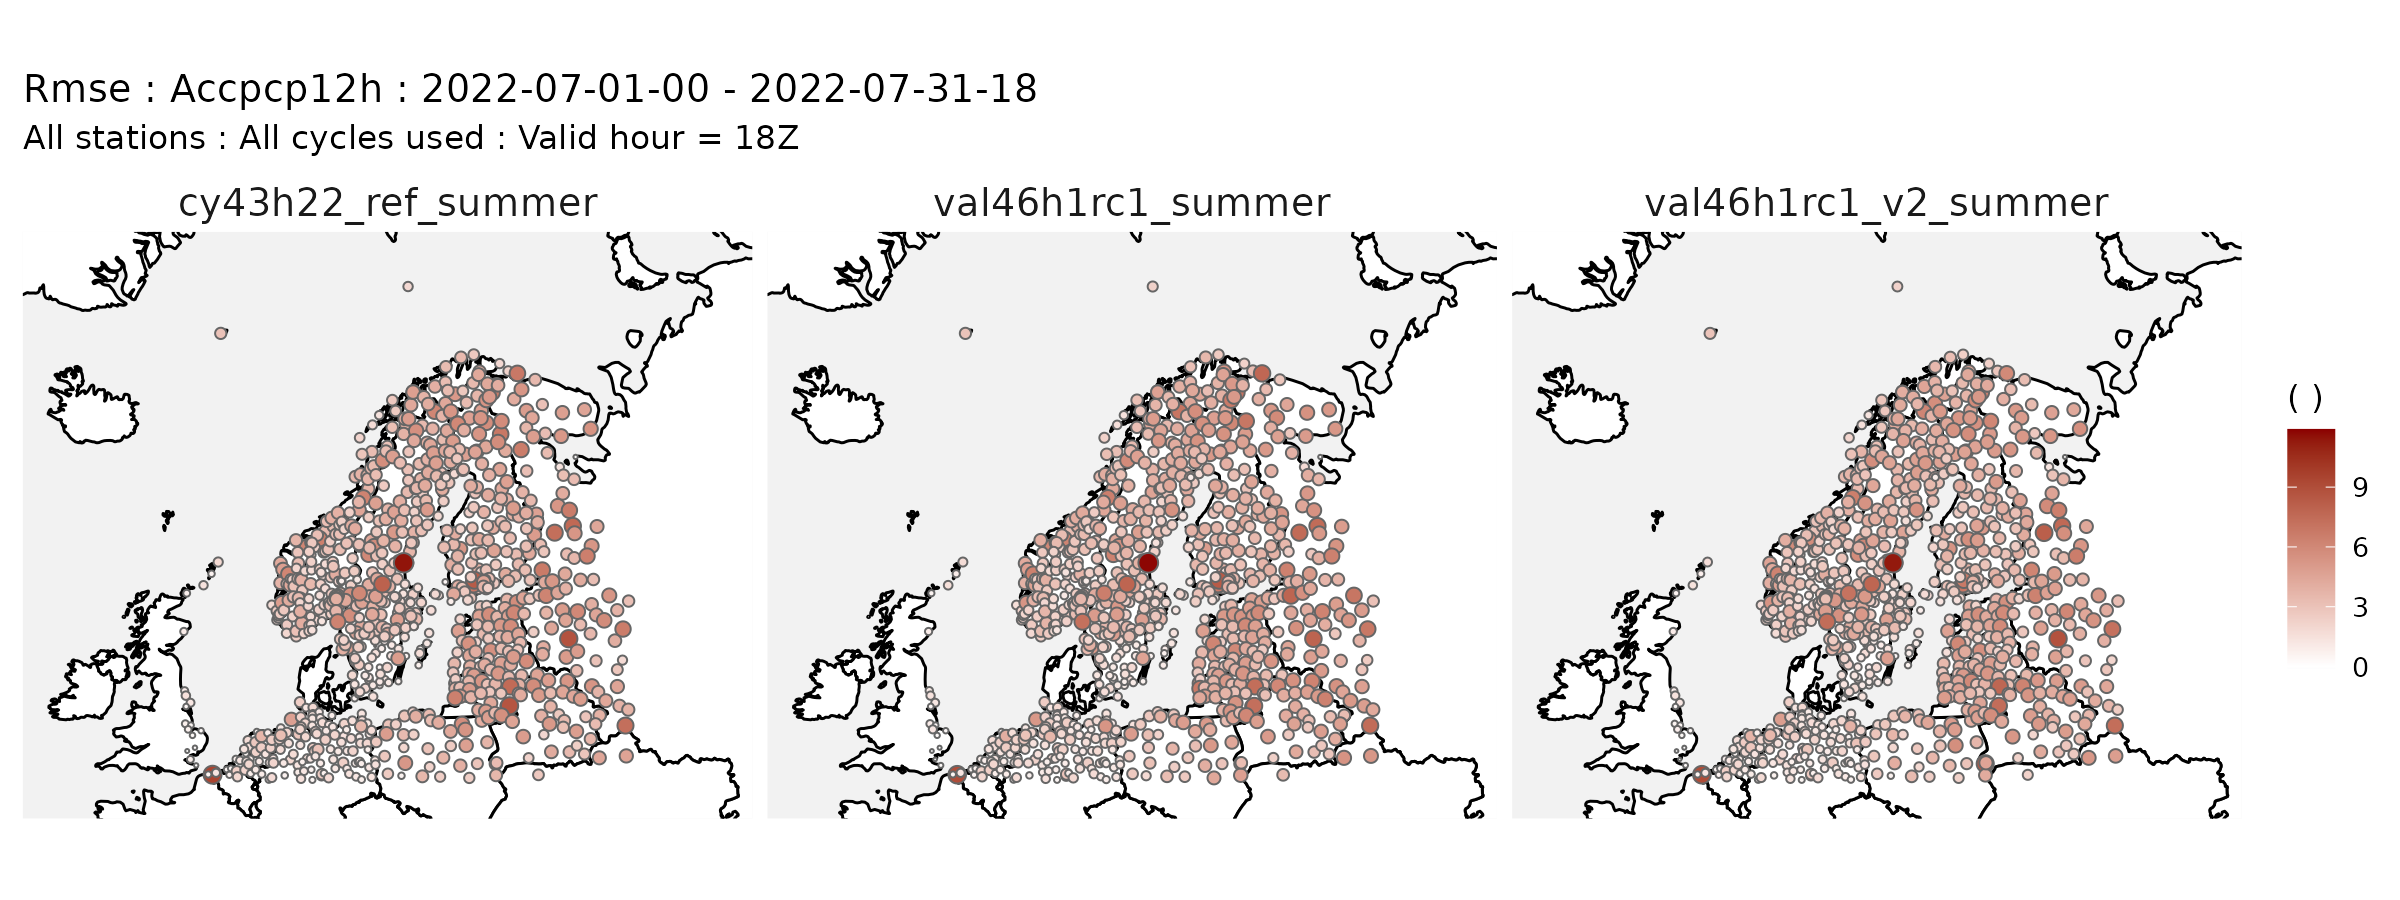 Rmse : Accpcp12h : 2022-07-01-00 - 2022-07-31-18
All stations : All cycles used : Valid hour = 18Z
cy43h22_ref_summer
val46h1rc1_summer
val46h1rc1_v2_summer
( )
9
6
3
0